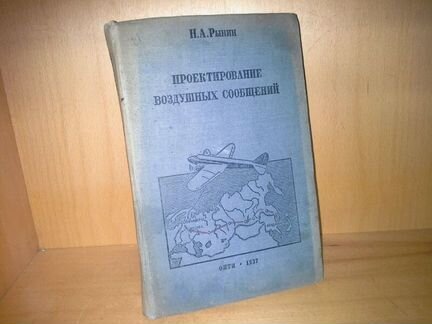 Н.А.Рынин
ПРОЕКТИРОВАНИЕ
ВОЗДУШНЫХ СООБЩЕНИЙ
ОНТИ • 1937